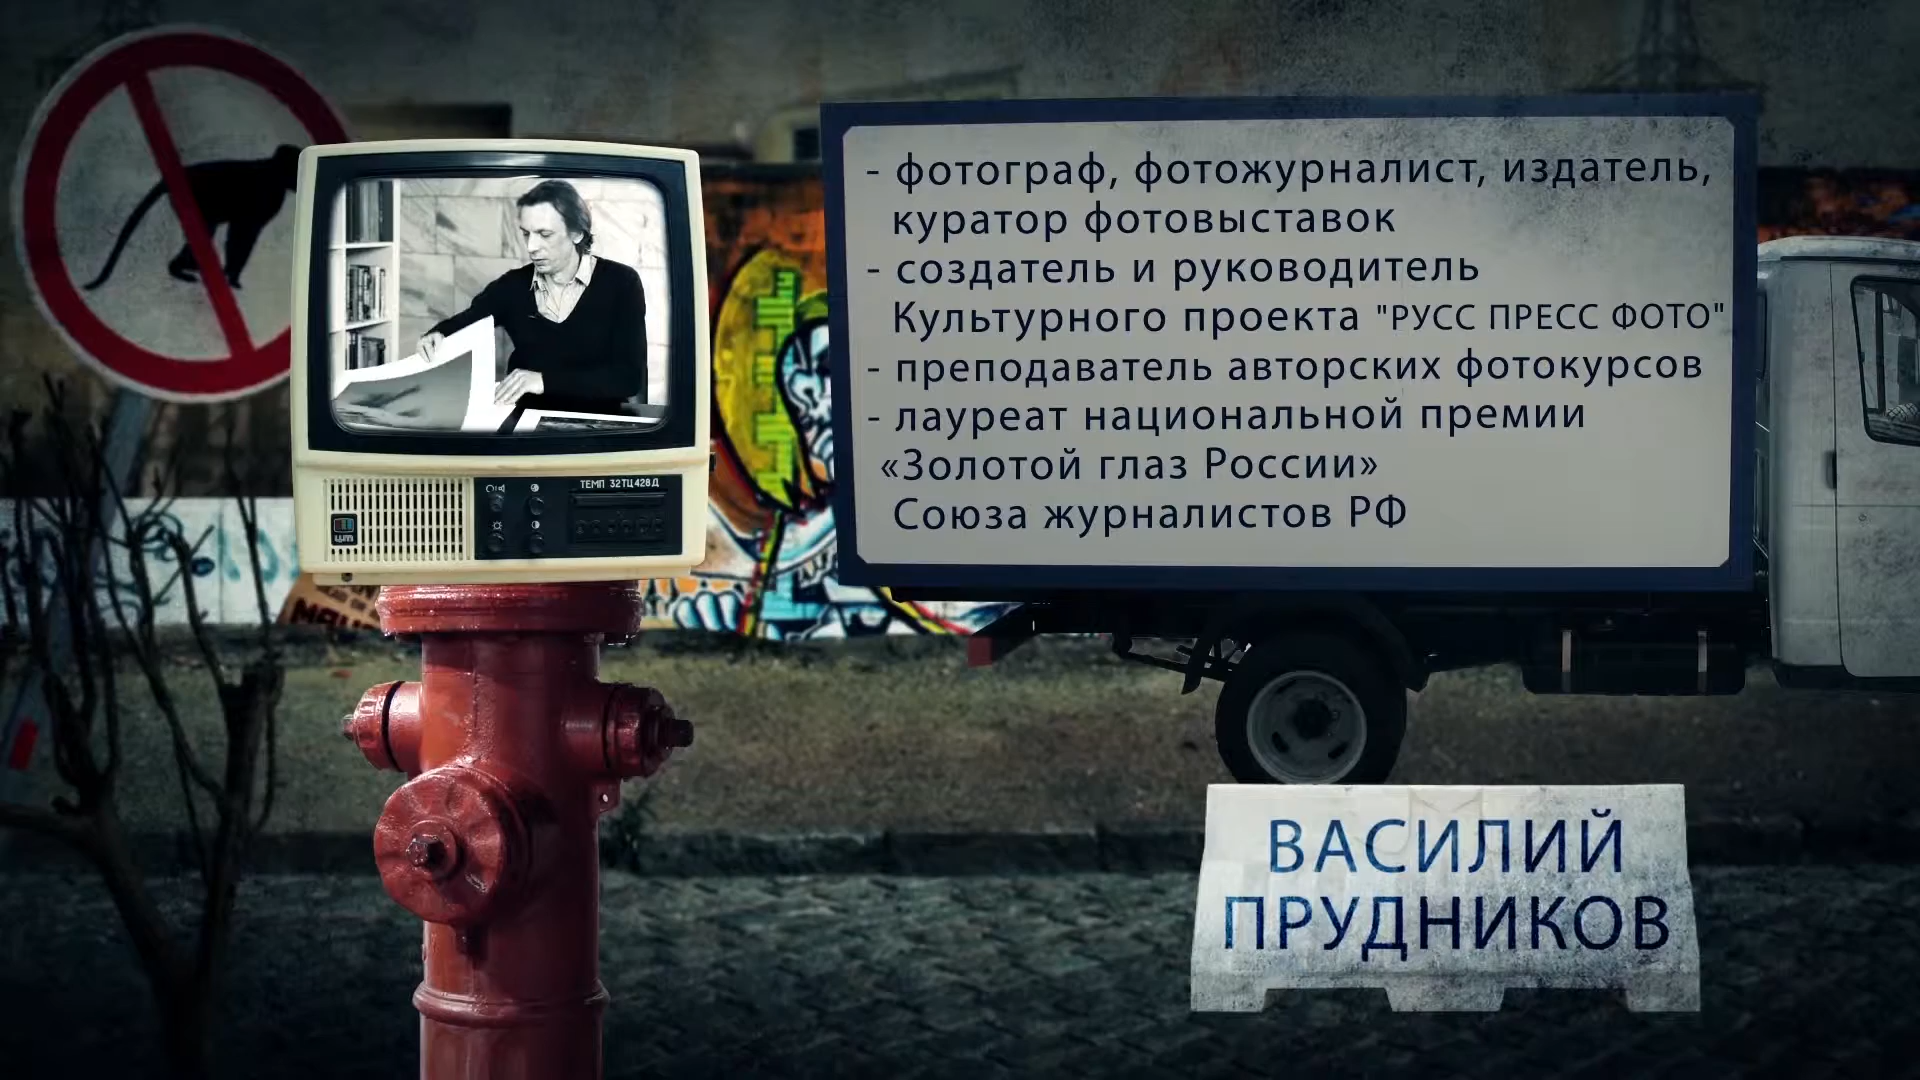 - фотограф, фотожурналист, издатель,
куратор фотовыставок
- создатель и руководитель
Культурного проекта "РУСС ПРЕСС ФОТО"
- преподаватель авторских фотокурсов
- лауреат национальной премии
«Золотой глаз России»
Союза журналистов РФ
ТЕМП 32ТЦ428Д
ВАСИЛИЙ
ПРУДНИКОВ